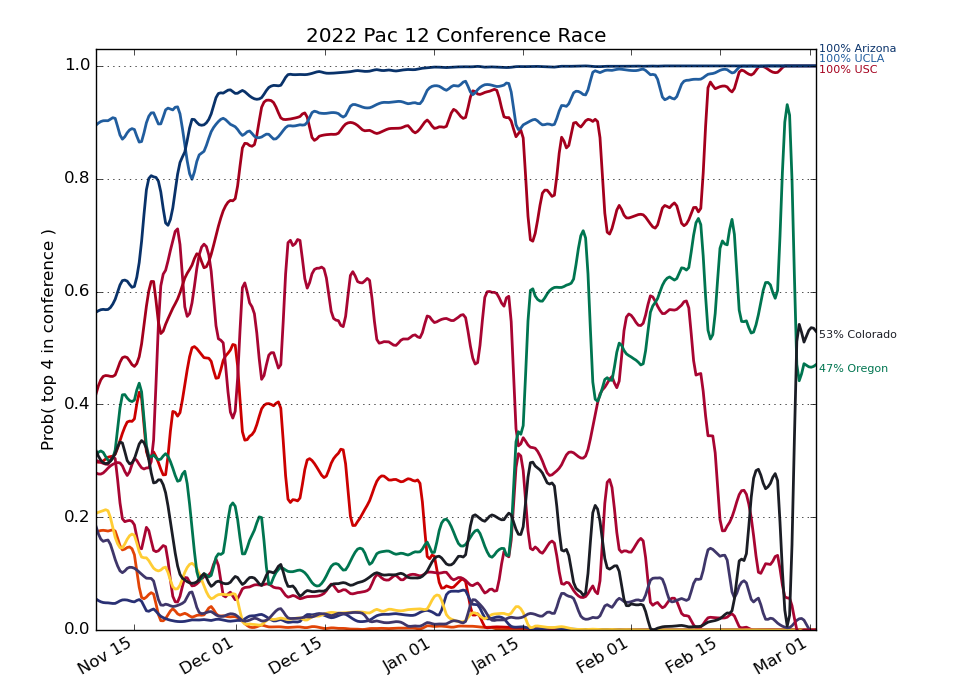 2022 Pac 12 Conference Race
100% Arizona
100% UCLA
100% USC
53% Colorado
47% Oregon
Prob( top 4 in conference )
1.0
0.8
0.6
0.4
0.2
0.0
Nov 15
Dec 01
Dec 15
Jan 01
Jan 15
Feb 01
Feb 15
Mar 01